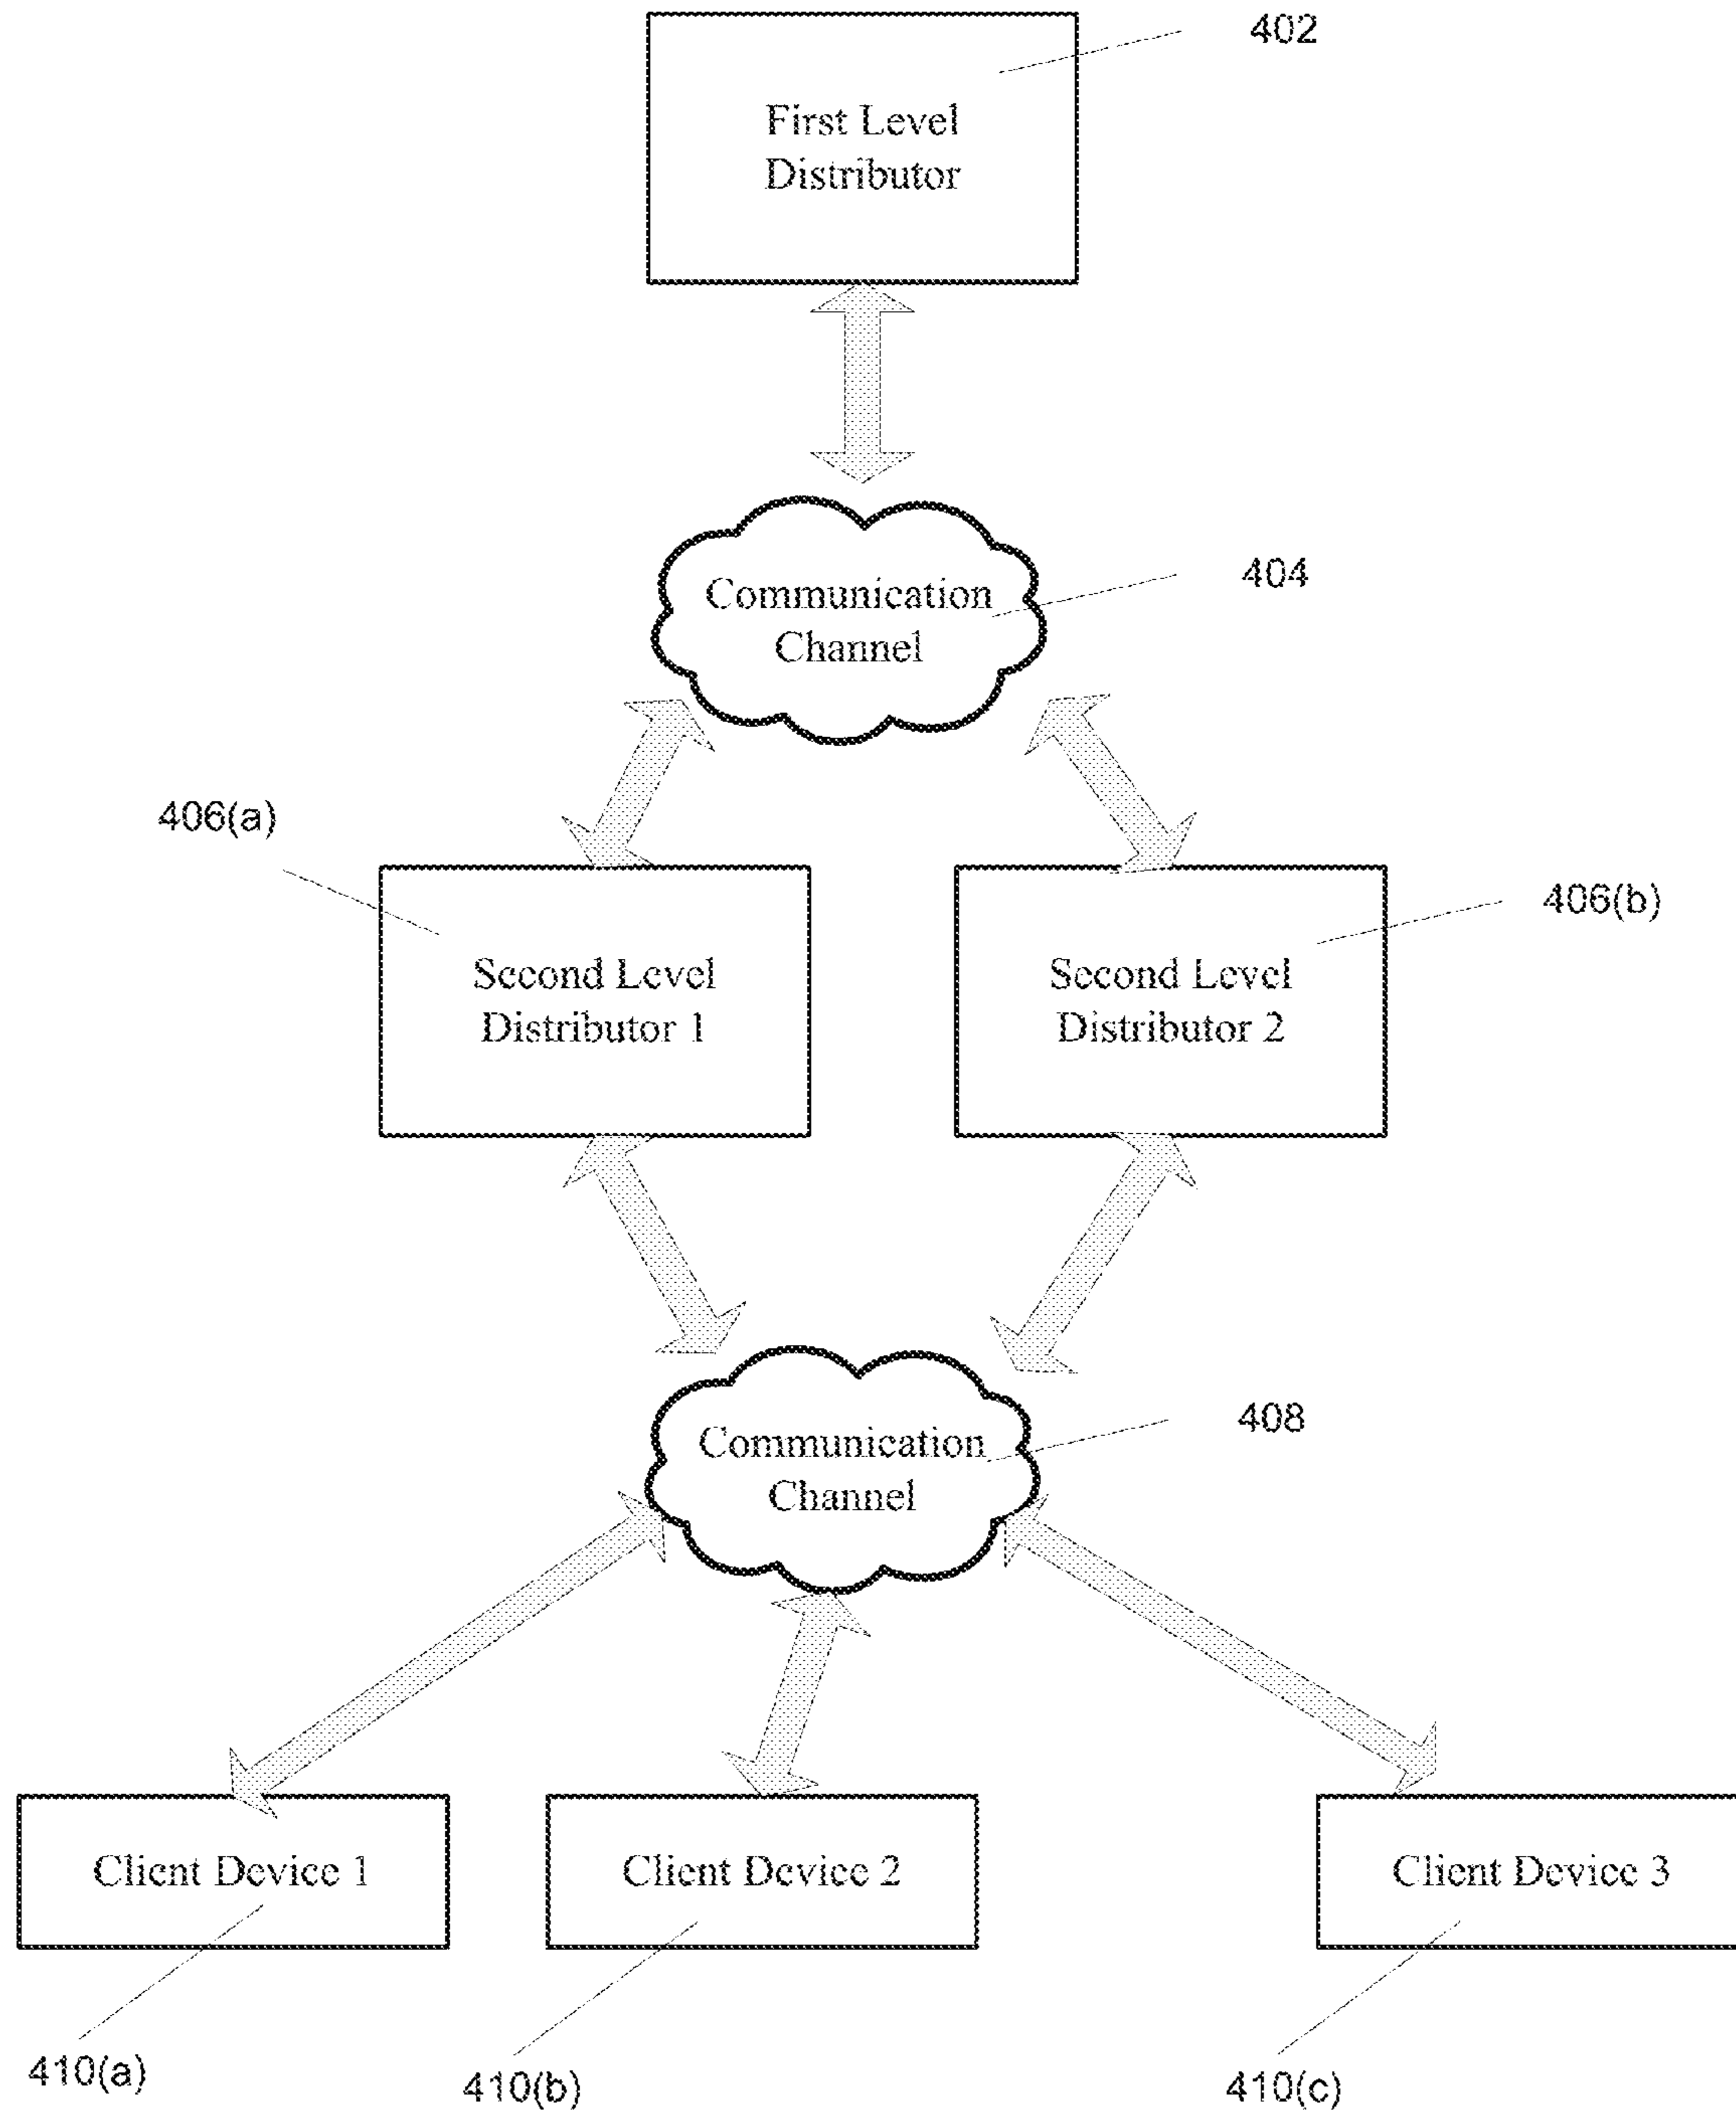 402
First Level
Distributor
Communication
Channel
404
406(a)
406(b)
Second Level
Distributor 1
Second Level
Distributor 2
408
Communication
Channel
Client Device 1
Client Device 2
Client Device 3
410(a)
410(b)
410(c)